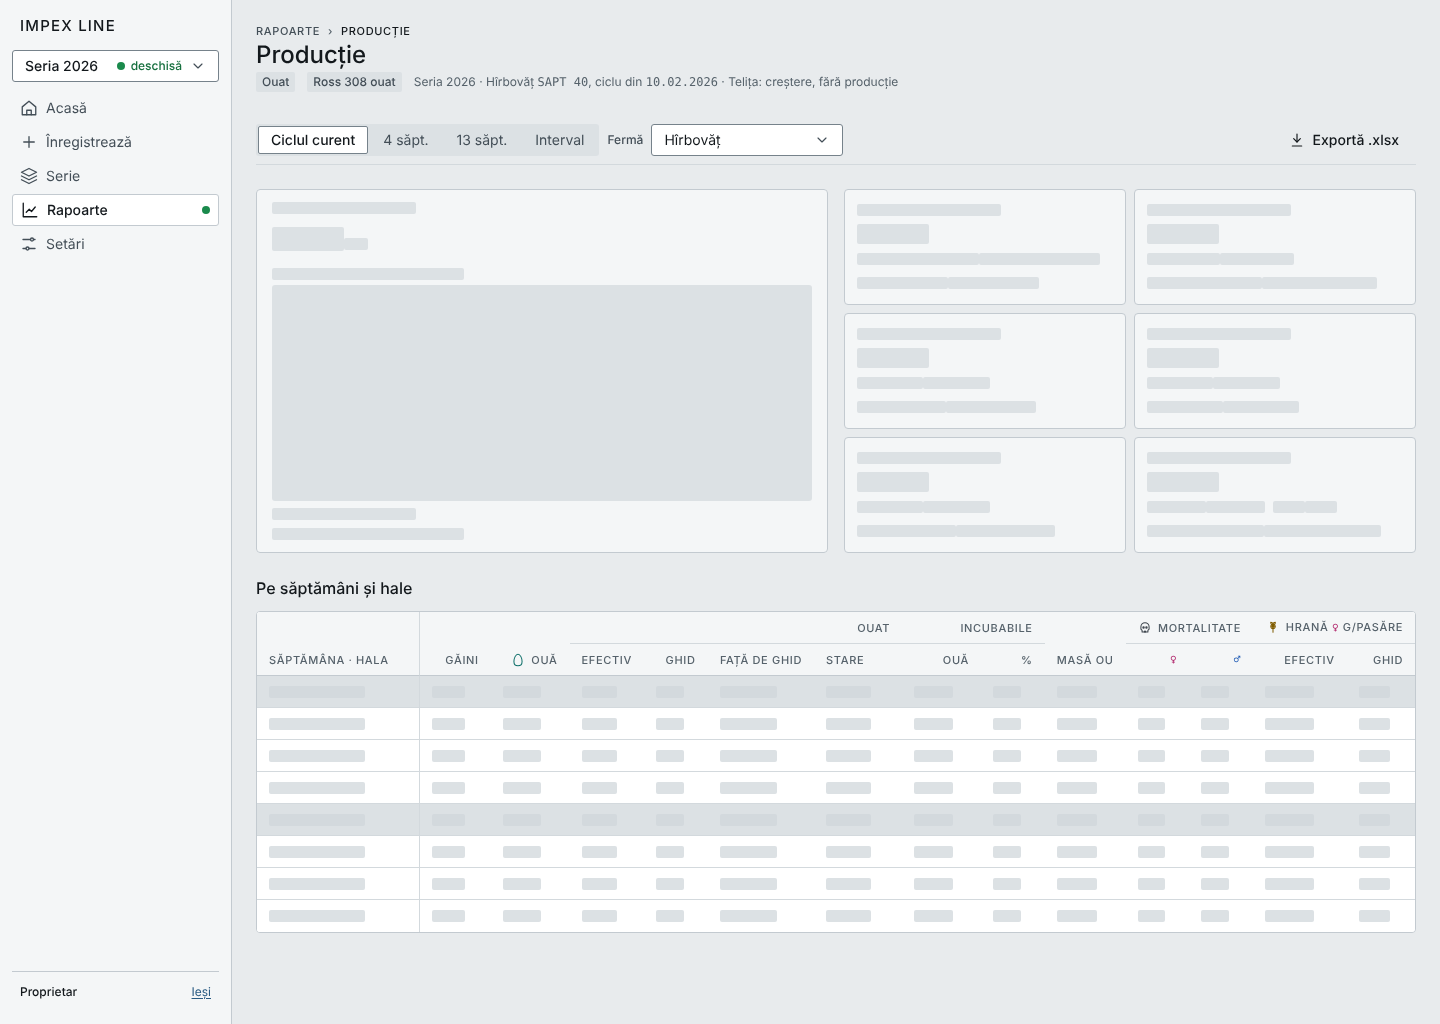 IMPEX LINE
Seria 2026 deschisă
Acasă
Înregistrează
Serie
Rapoarte
Setări
Proprietar Ieși
RAPOARTE › PRODUCȚIE
Producție
Ouat Ross 308 ouat Seria 2026 · Hîrbovăț SAPT 40, ciclu din 10.02.2026 · Telița: creștere, fără producție
Ciclul curent 4 săpt. 13 săpt. Interval Fermă Hîrbovăț Exportă .xlsx
Pe săptămâni și hale
OUAT INCUBABILE MORTALITATE HRANĂ ♀ G/PASĂRE
SĂPTĂMÂNA · HALA GĂINI OUĂ EFECTIV GHID FAȚĂ DE GHID STARE OUĂ % MASĂ OU ♀ ♂ EFECTIV GHID